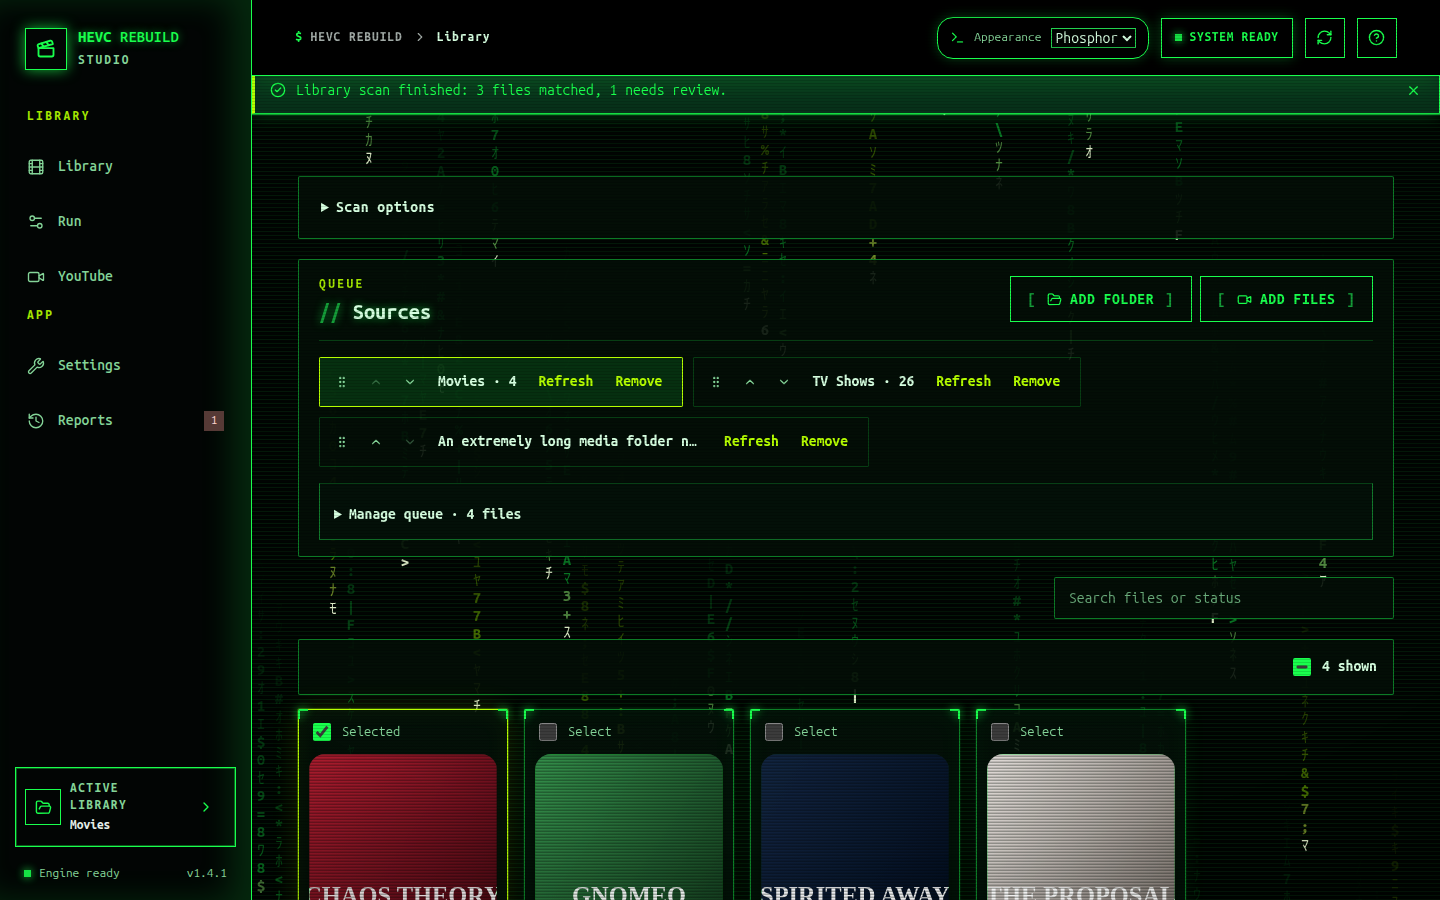 HEVC REBUILD
STUDIO
LIBRARY
Library
Run
YouTube
APP
Settings
Reports 1
ACTIVE
LIBRARY
Movies
Engine ready v1.4.1
$ HEVC REBUILD > Library
Appearance Phosphor
SYSTEM READY
Library scan finished: 3 files matched, 1 needs review.
Scan options
QUEUE
// Sources
[ ADD FOLDER ] [ ADD FILES ]
Movies · 4 Refresh Remove
TV Shows · 26 Refresh Remove
An extremely long media folder n… Refresh Remove
Manage queue · 4 files
Search files or status
4 shown
Selected Select Select Select
CHAOS THEORY GNOMEO SPIRITED AWAY THE PROPOSAL